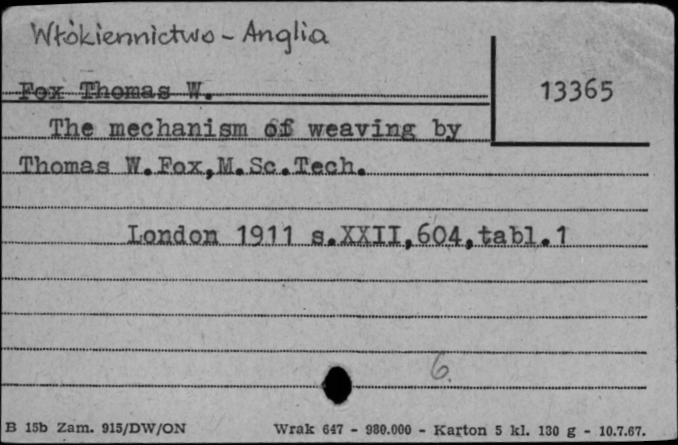 Włókiennictwo - Anglia
Fox Thomas W.
13365
The mechanism of weaving by
Thomas W.Fox,M.Sc.Tech.
London 1911 s.XXII,604,tabl.1
6.
B 15b Zam. 915/DW/ON Wrak 647 - 980.000 - Karton 5 kl. 130 g - 10.7.67.